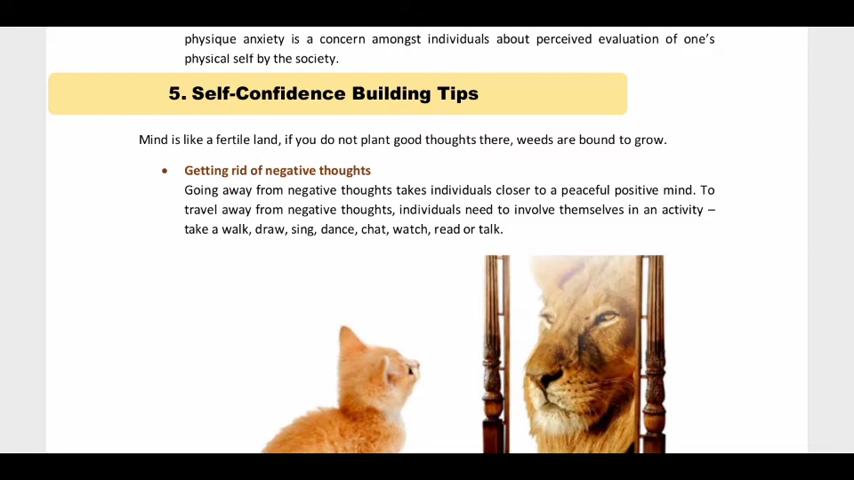 physique anxiety is a concern amongst individuals about perceived evaluation of one’s
physical self by the society.
5. Self-Confidence Building Tips
Mind is like a fertile land, if you do not plant good thoughts there, weeds are bound to grow.
• Getting rid of negative thoughts
Going away from negative thoughts takes individuals closer to a peaceful positive mind. To
travel away from negative thoughts, individuals need to involve themselves in an activity –
take a walk, draw, sing, dance, chat, watch, read or talk.